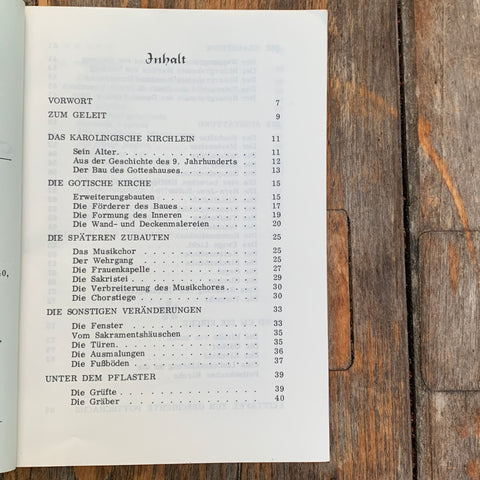 Inhalt
VORWORT 7
ZUM GELEIT 9
DAS KAROLINGISCHE KIRCHLEIN 11
Sein Alter. . . . . . . . . . . . . . . . 11
Aus der Geschichte des 9. Jahrhunderts . . 12
Der Bau des Gotteshauses. . . . . . . . . 13
DIE GOTISCHE KIRCHE . . . . . . . . . . . 15
Erweiterungsbauten . . . . . . . . . . . . 15
Die Förderer des Baues . . . . . . . . . . 17
Die Formung des Inneren . . . . . . . . . 19
Die Wand- und Deckenmalereien . . . . . . 20
DIE SPÄTEREN ZUBAUTEN . . . . . . . . . . 25
Das Musikchor . . . . . . . . . . . . . . 25
Der Wehrgang . . . . . . . . . . . . . . . 25
Die Frauenkapelle . . . . . . . . . . . . 27
Die Sakristei . . . . . . . . . . . . . . 29
Die Verbreiterung des Musikchores . . . . 30
Die Chorstiege . . . . . . . . . . . . . . 30
DIE SONSTIGEN VERÄNDERUNGEN 33
Die Fenster . . . . . . . . . . . . . . . 33
Vom Sakramentshäuschen . . . . . . . . . . 35
Die Türen. . . . . . . . . . . . . . . . . 35
Die Ausmalungen . . . . . . . . . . . . . 36
Die Fußböden . . . . . . . . . . . . . . . 37
UNTER DEM PFLASTER 39
Die Grüfte . . . . . . . . . . . . . . . . 39
Die Gräber . . . . . . . . . . . . . . . . 40